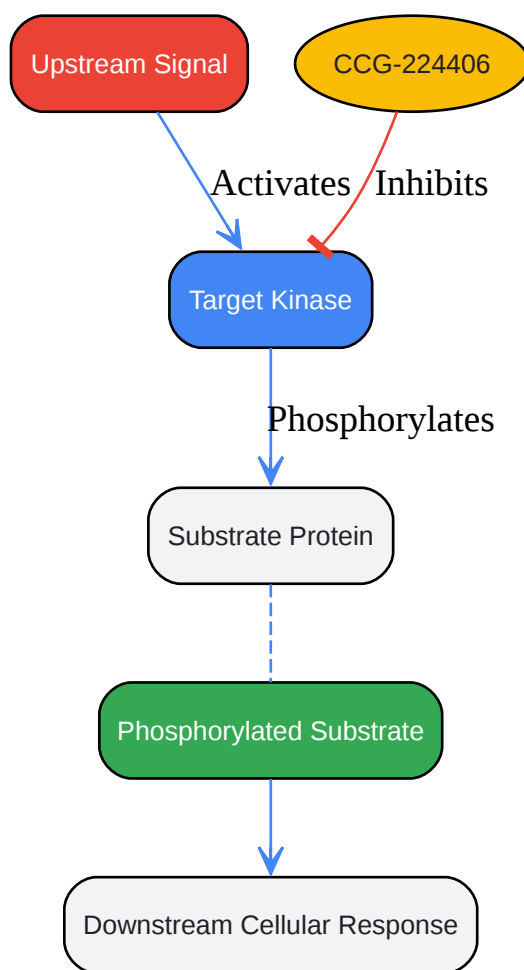 Upstream Signal
CCG-224406
Activates
Inhibits
Target Kinase
Phosphorylates
Substrate Protein
Phosphorylated Substrate
Downstream Cellular Response